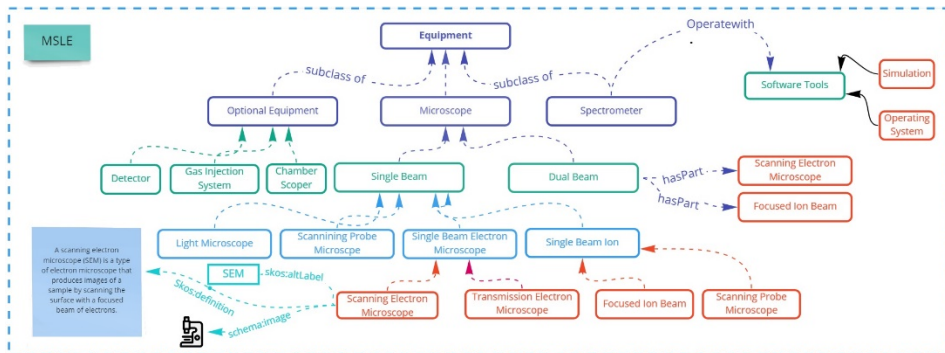 MSLE
Equipment
Operatewith
subclass of
subclass of
Software Tools
Simulation
Operating
System
Optional Equipment
Microscope
Spectrometer
Detector
Gas Injection
System
Chamber
Scoper
Single Beam
Dual Beam
hasPart
hasPart
Scanning Electron
Microscope
Focused Ion Beam
Light Microscope
Scannining Probe
Micrscope
Single Beam Electron
Microscope
Single Beam Ion
A scanning electron
microscope (SEM) is a type
of electron microscope that
produces images of a
sample by scanning the
surface with a focused
beam of electrons.
SEM
skos:altLabel
Skos:definition
schema:image
Scanning Electron
Microscope
Transmission Electron
Microscope
Focused Ion Beam
Scanning Probe
Microscope